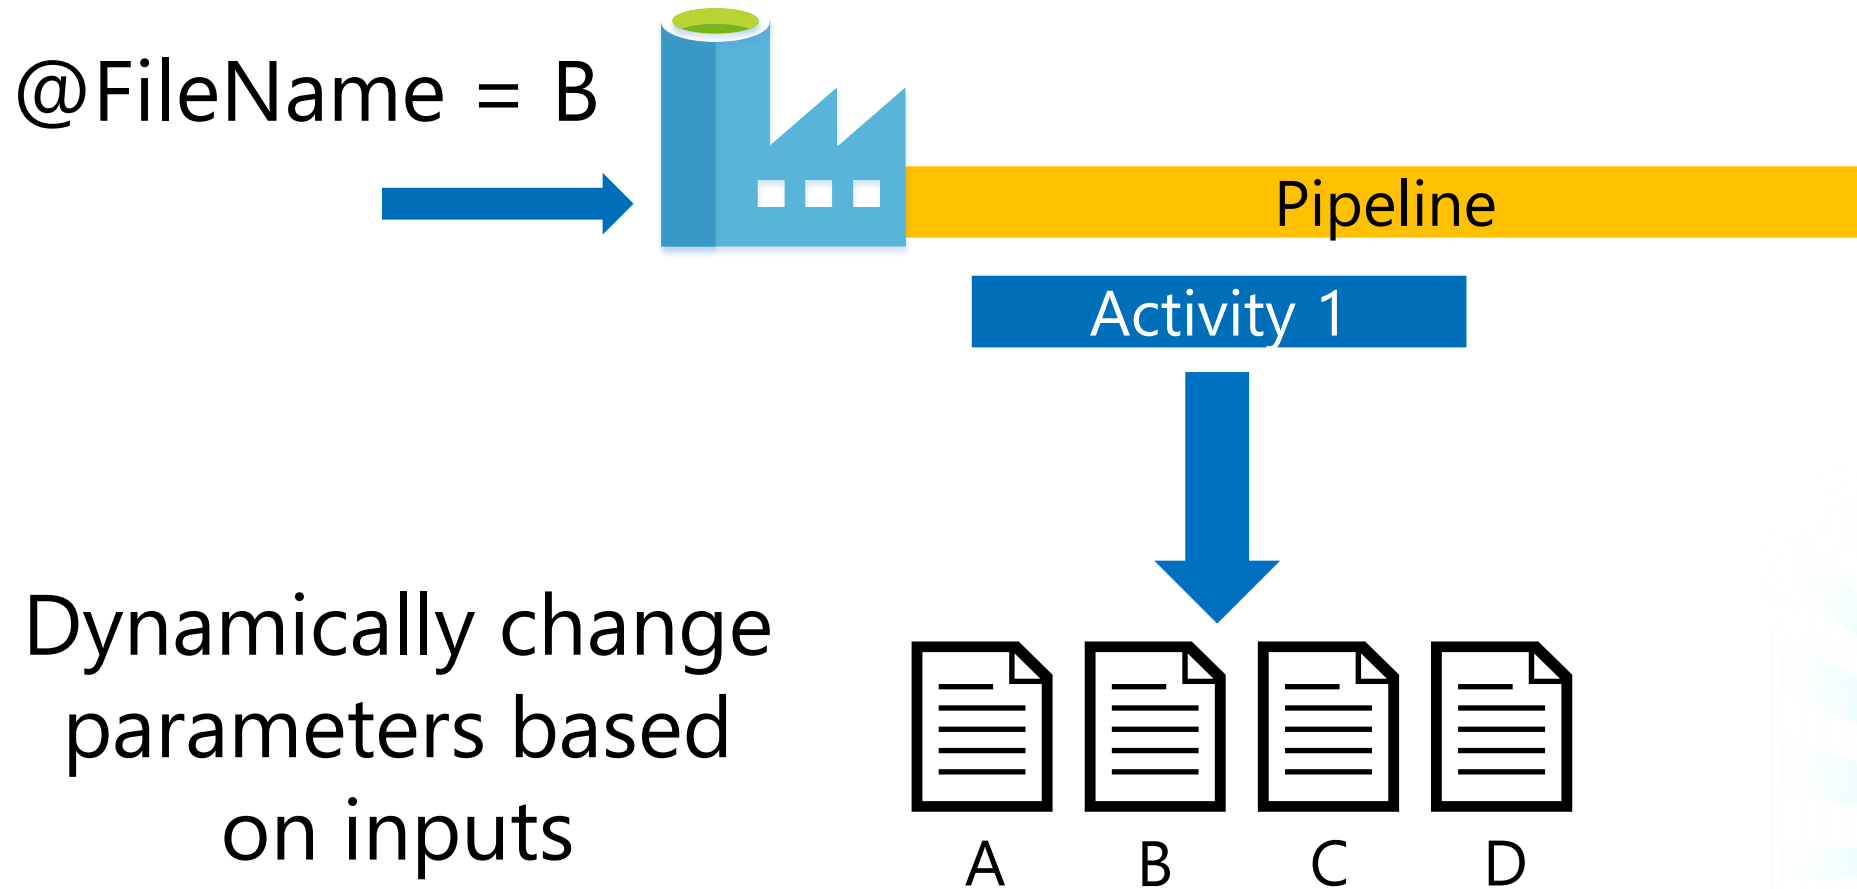 @FileName = B
Pipeline
Activity 1
Dynamically change
parameters based
on inputs
A B C D